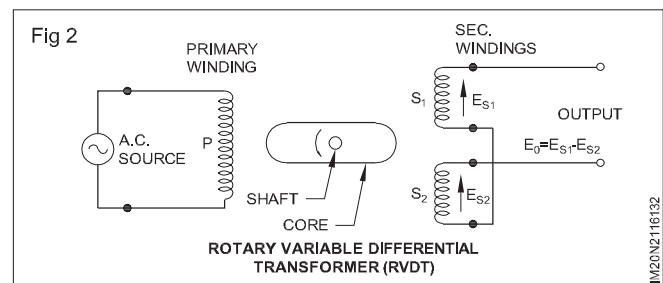 Fig 2
PRIMARY
WINDING
SEC.
WINDINGS
A.C.
SOURCE
P
SHAFT
CORE
S1
ES1
S2
ES2
OUTPUT
E0=ES1-ES2
ROTARY VARIABLE DIFFERENTIAL
TRANSFORMER (RVDT)
IM20N2116132